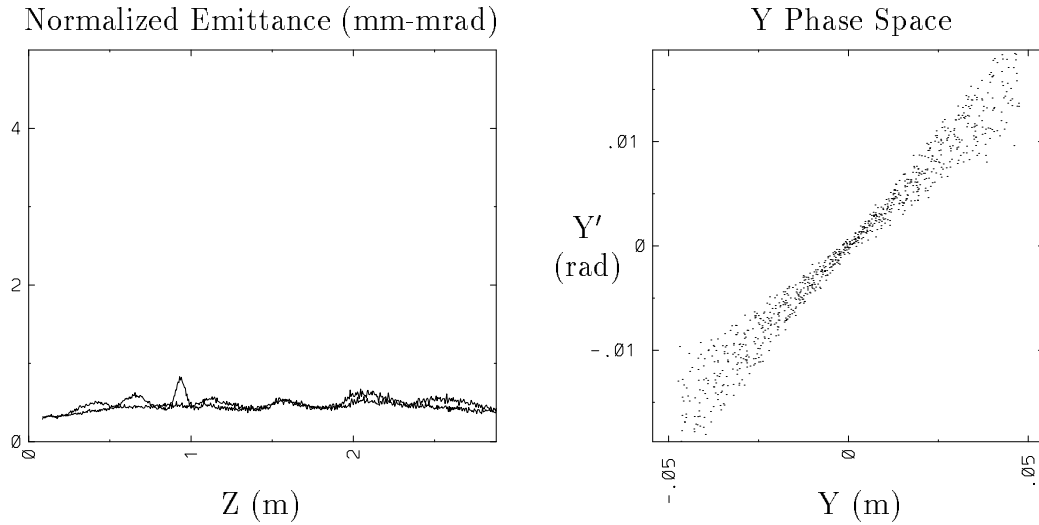 Normalized Emittance (mm-mrad)
4
2
0
0
1
2
Z (m)
Y Phase Space
.01
0
-.01
Y′
(rad)
-.05
0
.05
Y (m)